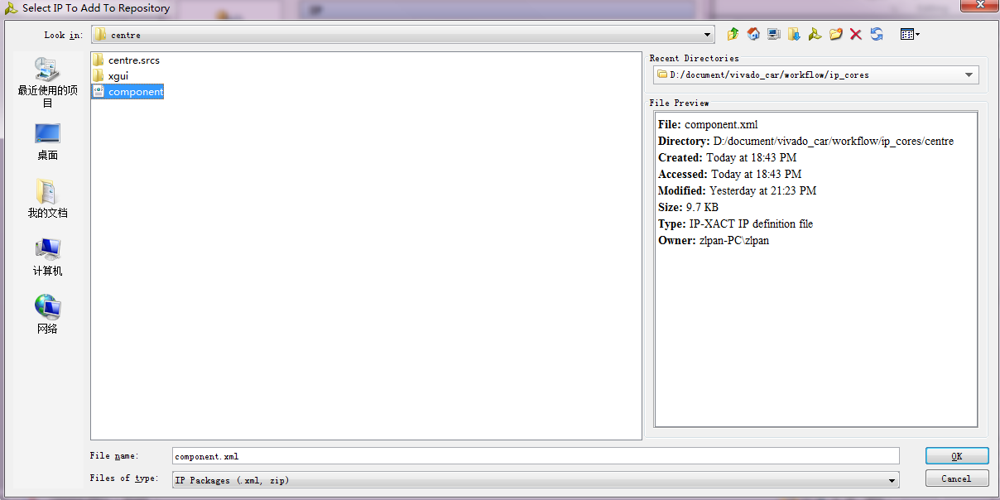 Select IP To Add To Repository
IP
Look in:
centre
最近使用的项
目
桌面
我的文档
计算机
网络
centre.srcs
xgui
component
Recent Directories
D:/document/vivado_car/workflow/ip_cores
File Preview
File: component.xml
Directory: D:/document/vivado_car/workflow/ip_cores/centre
Created: Today at 18:43 PM
Accessed: Today at 18:43 PM
Modified: Yesterday at 21:23 PM
Size: 9.7 KB
Type: IP-XACT IP definition file
Owner: zlpan-PC\zlpan
File name:
component.xml
OK
Files of type:
IP Packages (.xml, zip)
Cancel